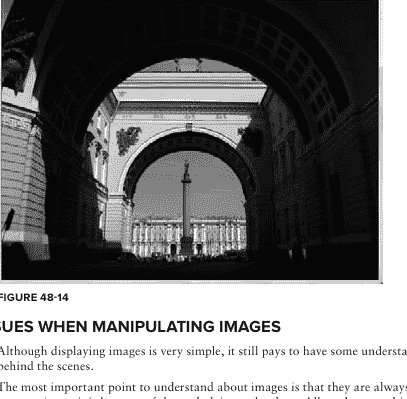 FIGURE 48-14
SUES WHEN MANIPULATING IMAGES
Although displaying images is very simple, it still pays to have some understa
behind the scenes.
The most important point to understand about images is that they are always